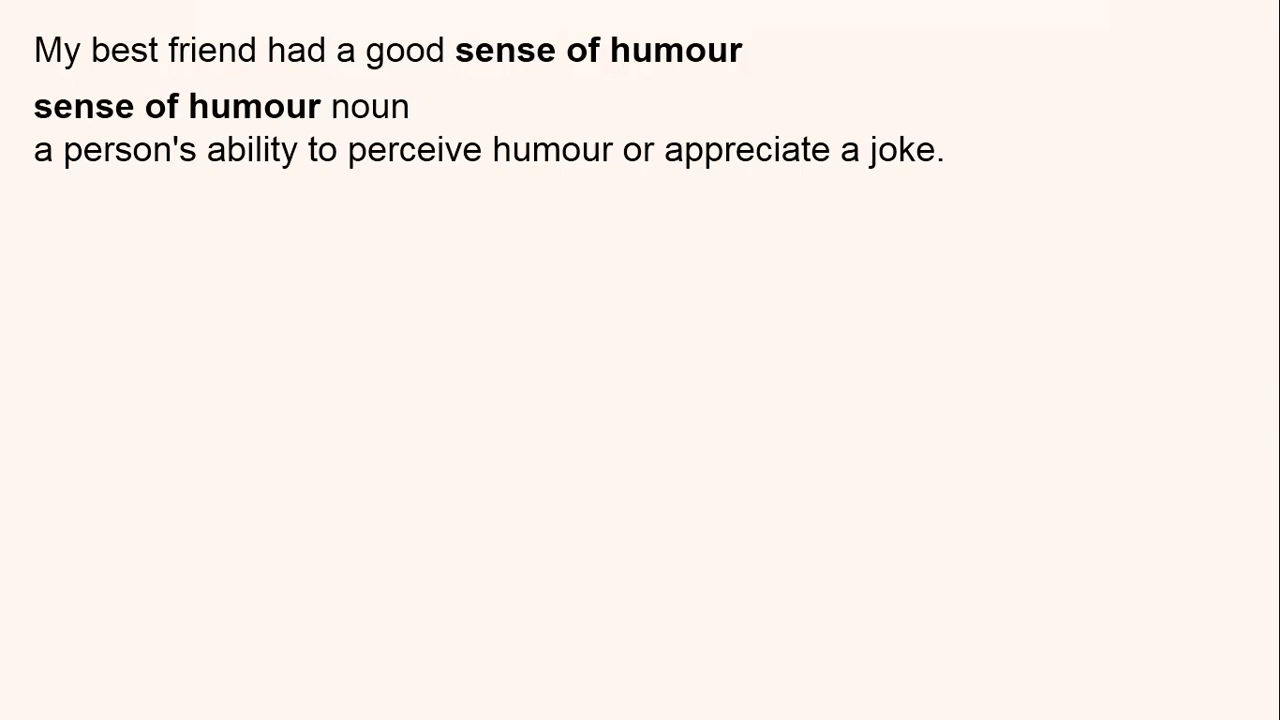 My best friend had a good sense of humour
sense of humour noun
a person's ability to perceive humour or appreciate a joke.